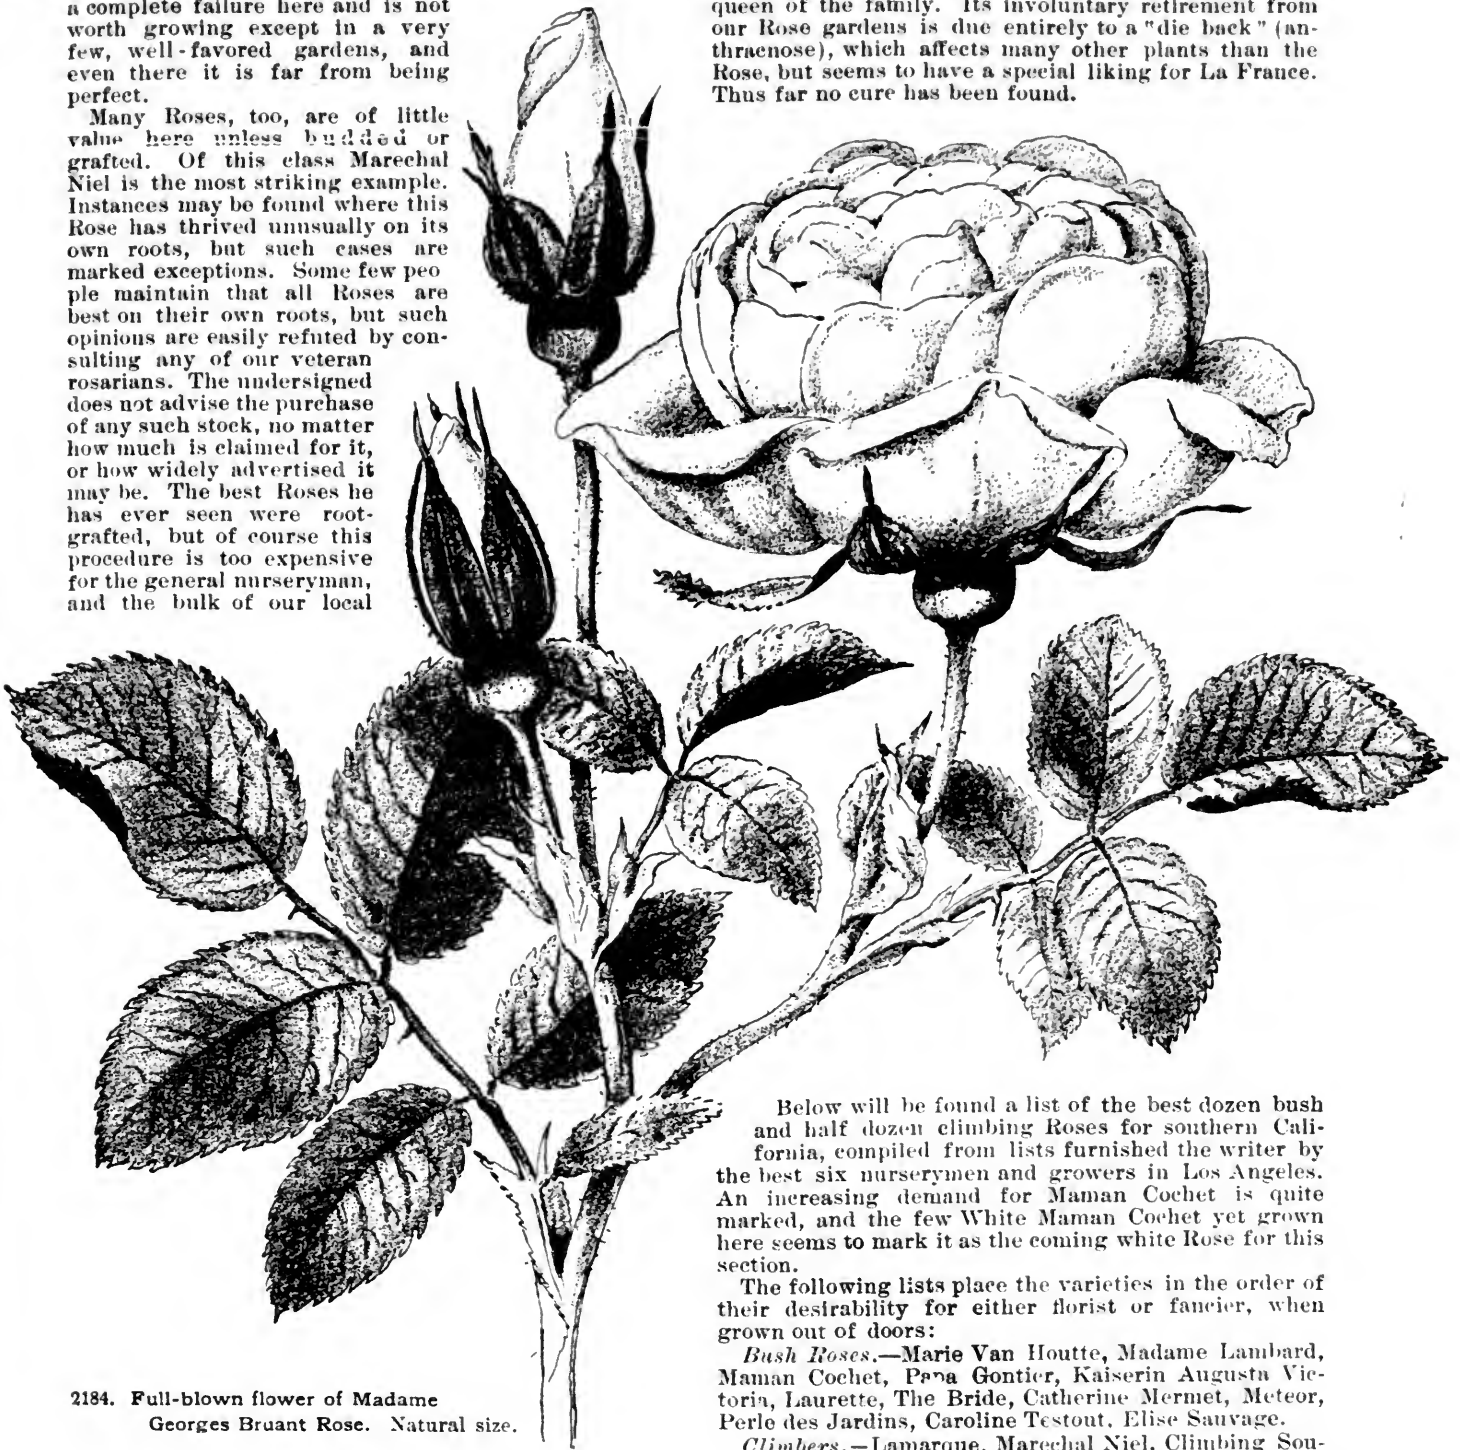 a complete failure here and is not
worth growing except in a very
few, well-favored gardens, and
even there it is far from being
perfect.
Many Roses, too, are of little
value here unless budded or
grafted. Of this class Marechal
Niel is the most striking example.
Instances may be found where this
Rose has thrived unusually on its
own roots, but such cases are
marked exceptions. Some few peo
ple maintain that all Roses are
best on their own roots, but such
opinions are easily refuted by con-
sulting any of our veteran
rosarians. The undersigned
does not advise the purchase
of any such stock, no matter
how much is claimed for it,
or how widely advertised it
may be. The best Roses he
has ever seen were root-
grafted, but of course this
procedure is too expensive
for the general nurseryman,
and the bulk of our local
queen of the family. Its involuntary retirement from
our Rose gardens is due entirely to a "die back" (an-
thracnose), which affects many other plants than the
Rose, but seems to have a special liking for La France.
Thus far no cure has been found.
Below will be found a list of the best dozen bush
and half dozen climbing Roses for southern Cali-
fornia, compiled from lists furnished the writer by
the best six nurserymen and growers in Los Angeles.
An increasing demand for Maman Cochet is quite
marked, and the few White Maman Cochet yet grown
here seems to mark it as the coming white Rose for this
section.
The following lists place the varieties in the order of
their desirability for either florist or fancier, when
grown out of doors:
Bush Roses.—Marie Van Houtte, Madame Lambard,
Maman Cochet, Papa Gontier, Kaiserin Augusta Vic-
toria, Laurette, The Bride, Catherine Mermet, Meteor,
Perle des Jardins, Caroline Testout, Elise Sauvage.
Climbers.—Lamarque, Marechal Niel, Climbing Sou-
2184. Full-blown flower of Madame
Georges Bruant Rose. Natural size.